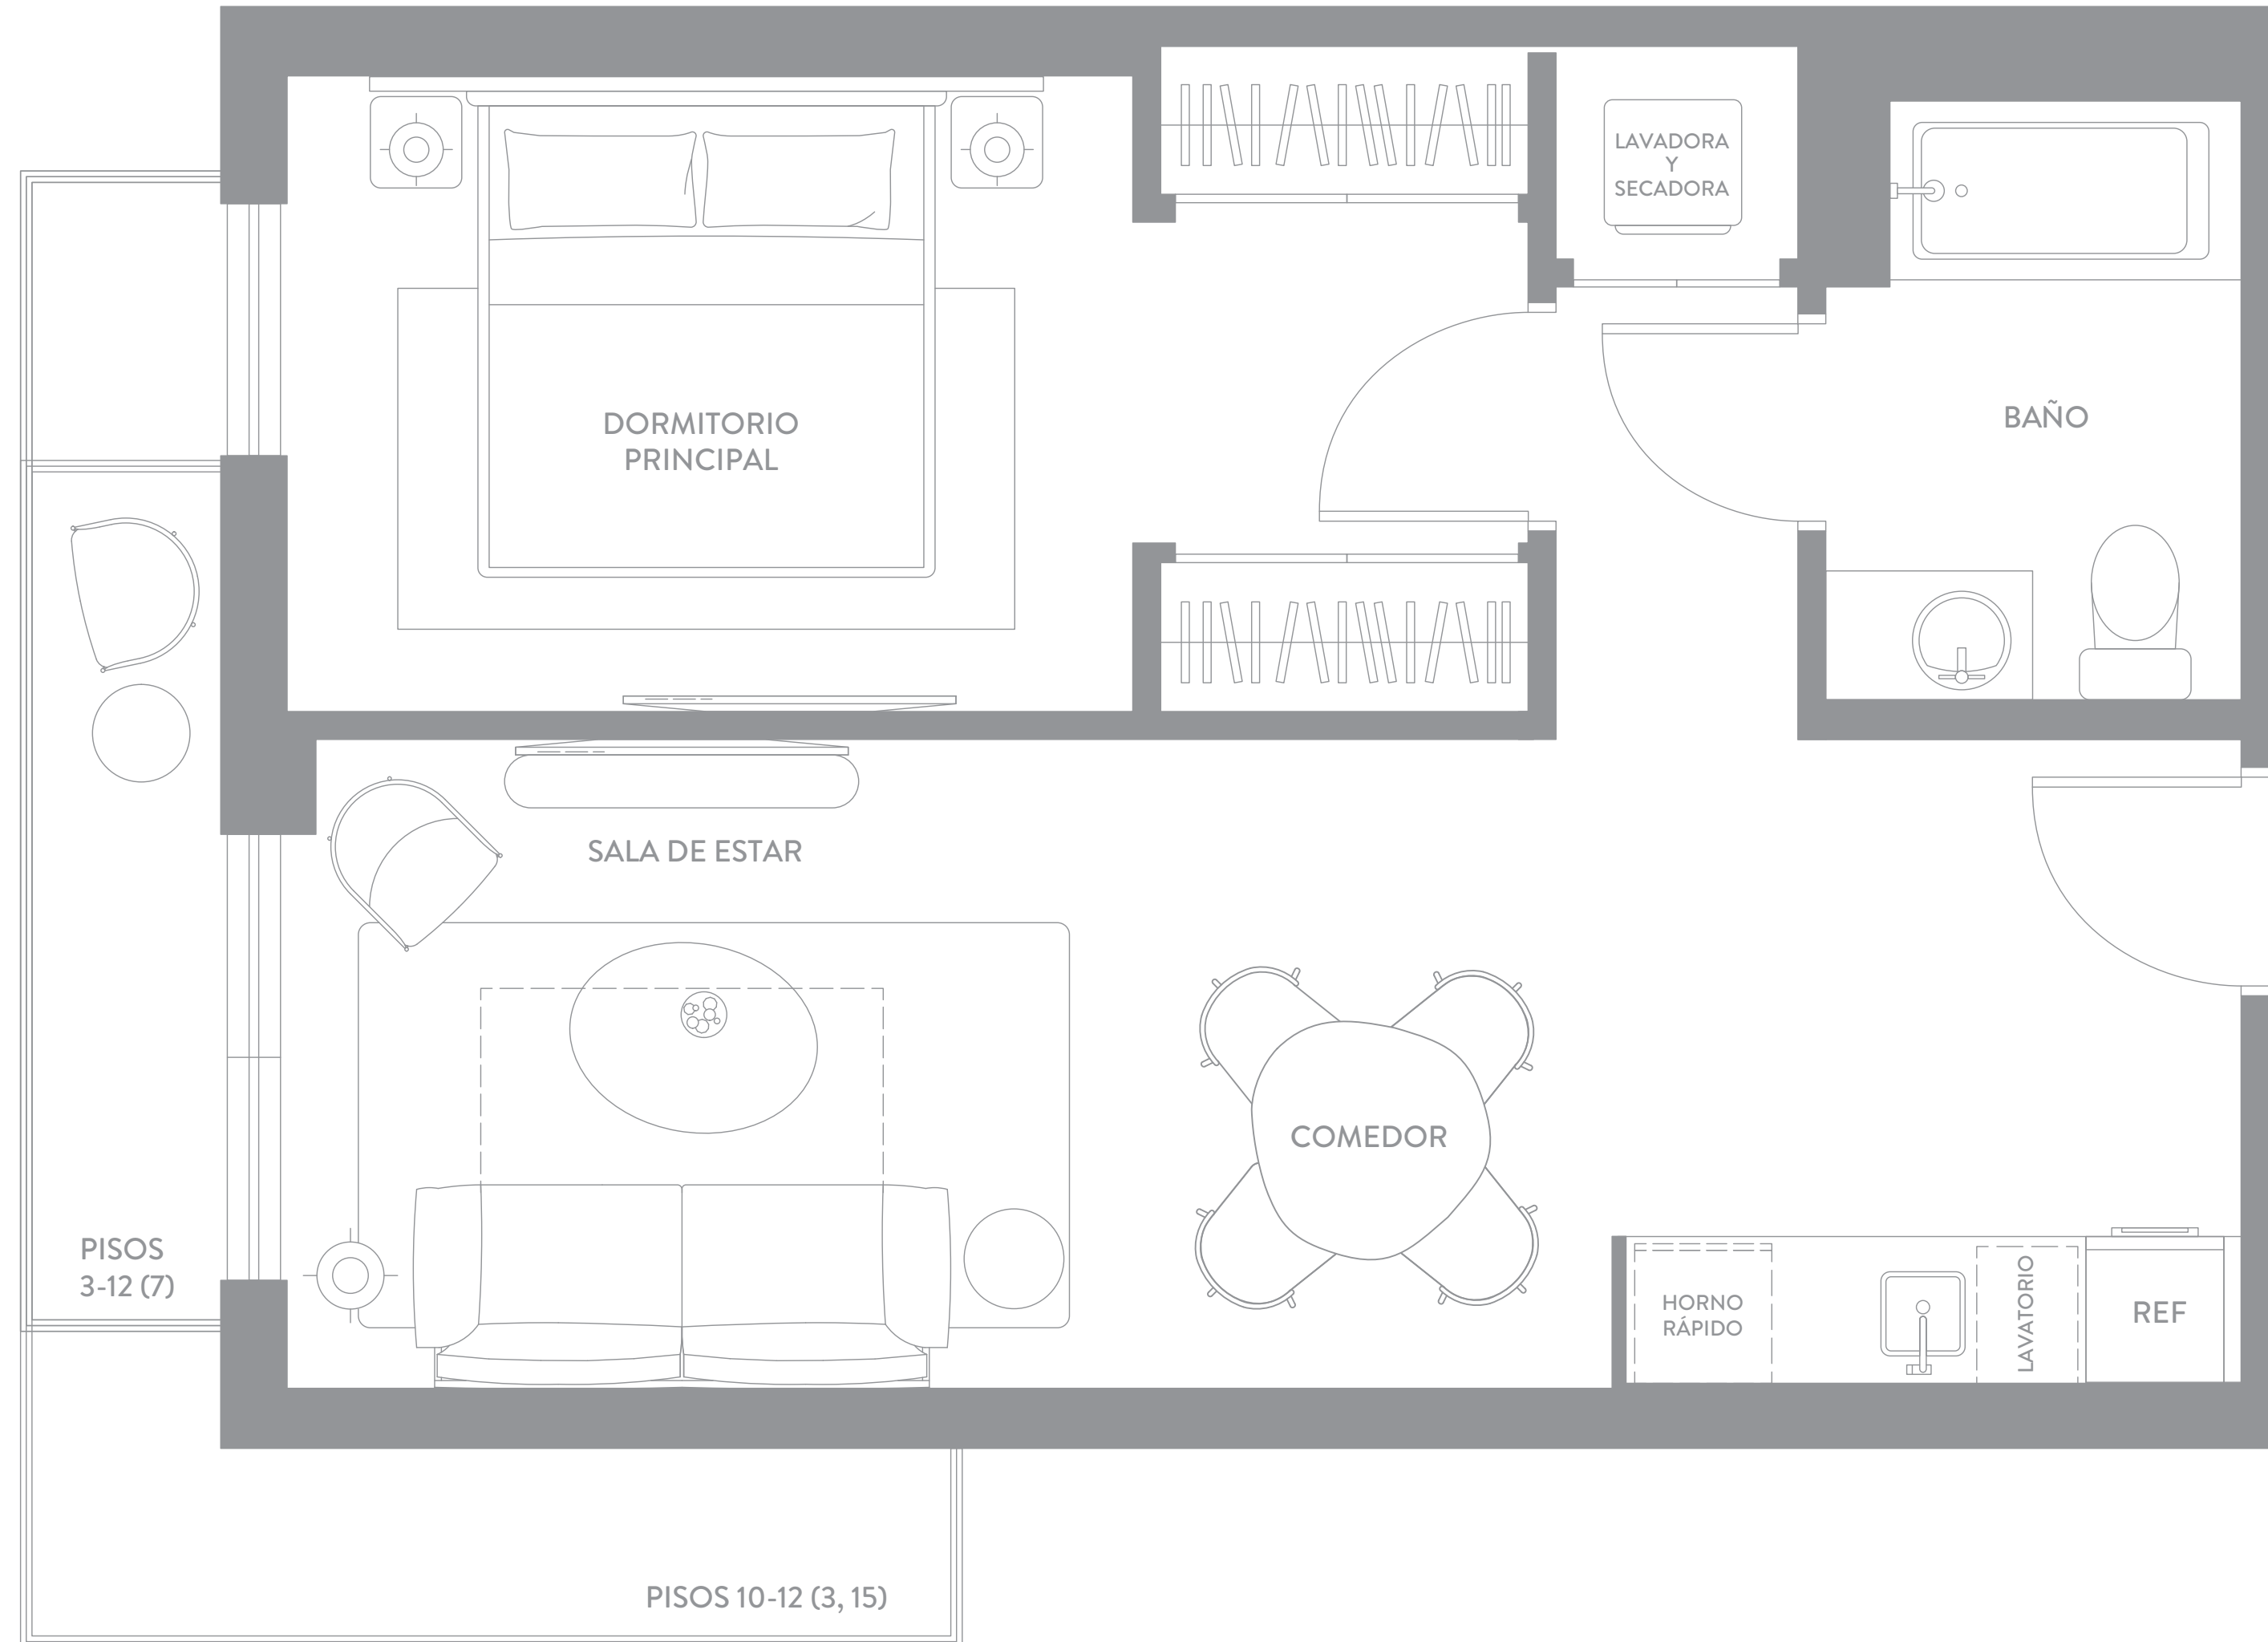 LAVADORA
Y
SECADORA
DORMITORIO
PRINCIPAL
BAÑO
SALA DE ESTAR
COMEDOR
PISOS
3-12 (7)
HORNO
RÁPIDO
LAVATORIO
REF
PISOS 10-12 (3, 15)